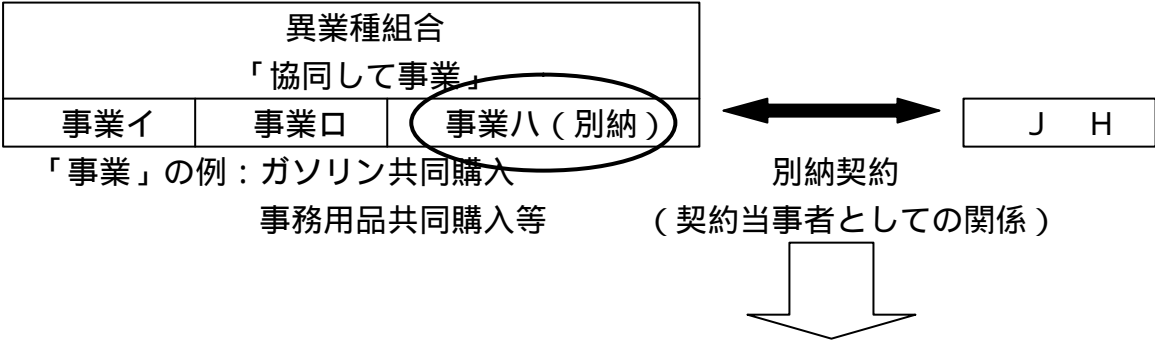 異業種組合
「協同して事業」
事業イ 事業ロ 事業ハ（別納） Ｊ Ｈ
「事業」の例：ガソリン共同購入 別納契約
事務用品共同購入等 （契約当事者としての関係）